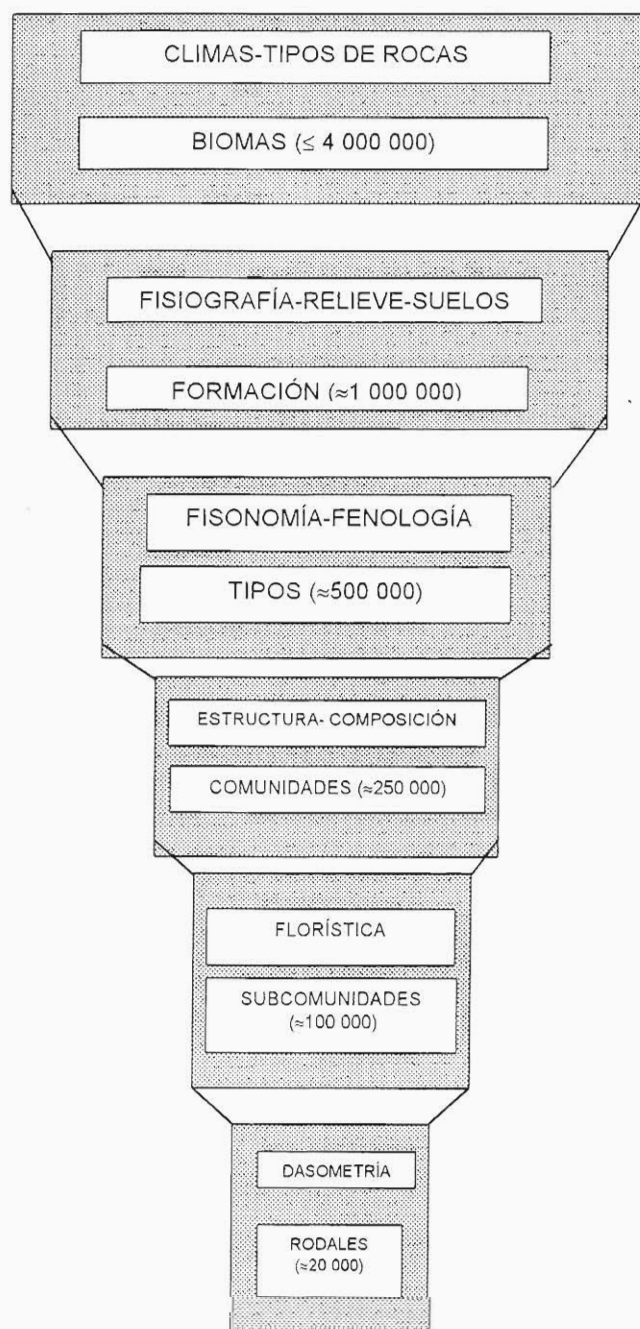 CLIMAS-TIPOS DE ROCAS
BIOMAS (≤ 4 000 000)
FISIOGRAFÍA-RELIEVE-SUELOS
FORMACIÓN (≈1 000 000)
FISONOMÍA-FENOLOGÍA
TIPOS (≈500 000)
ESTRUCTURA- COMPOSICIÓN
COMUNIDADES (≈250 000)
FLORÍSTICA
SUBCOMUNIDADES
(≈100 000)
DASOMETRÍA
RODALES
(≈20 000)